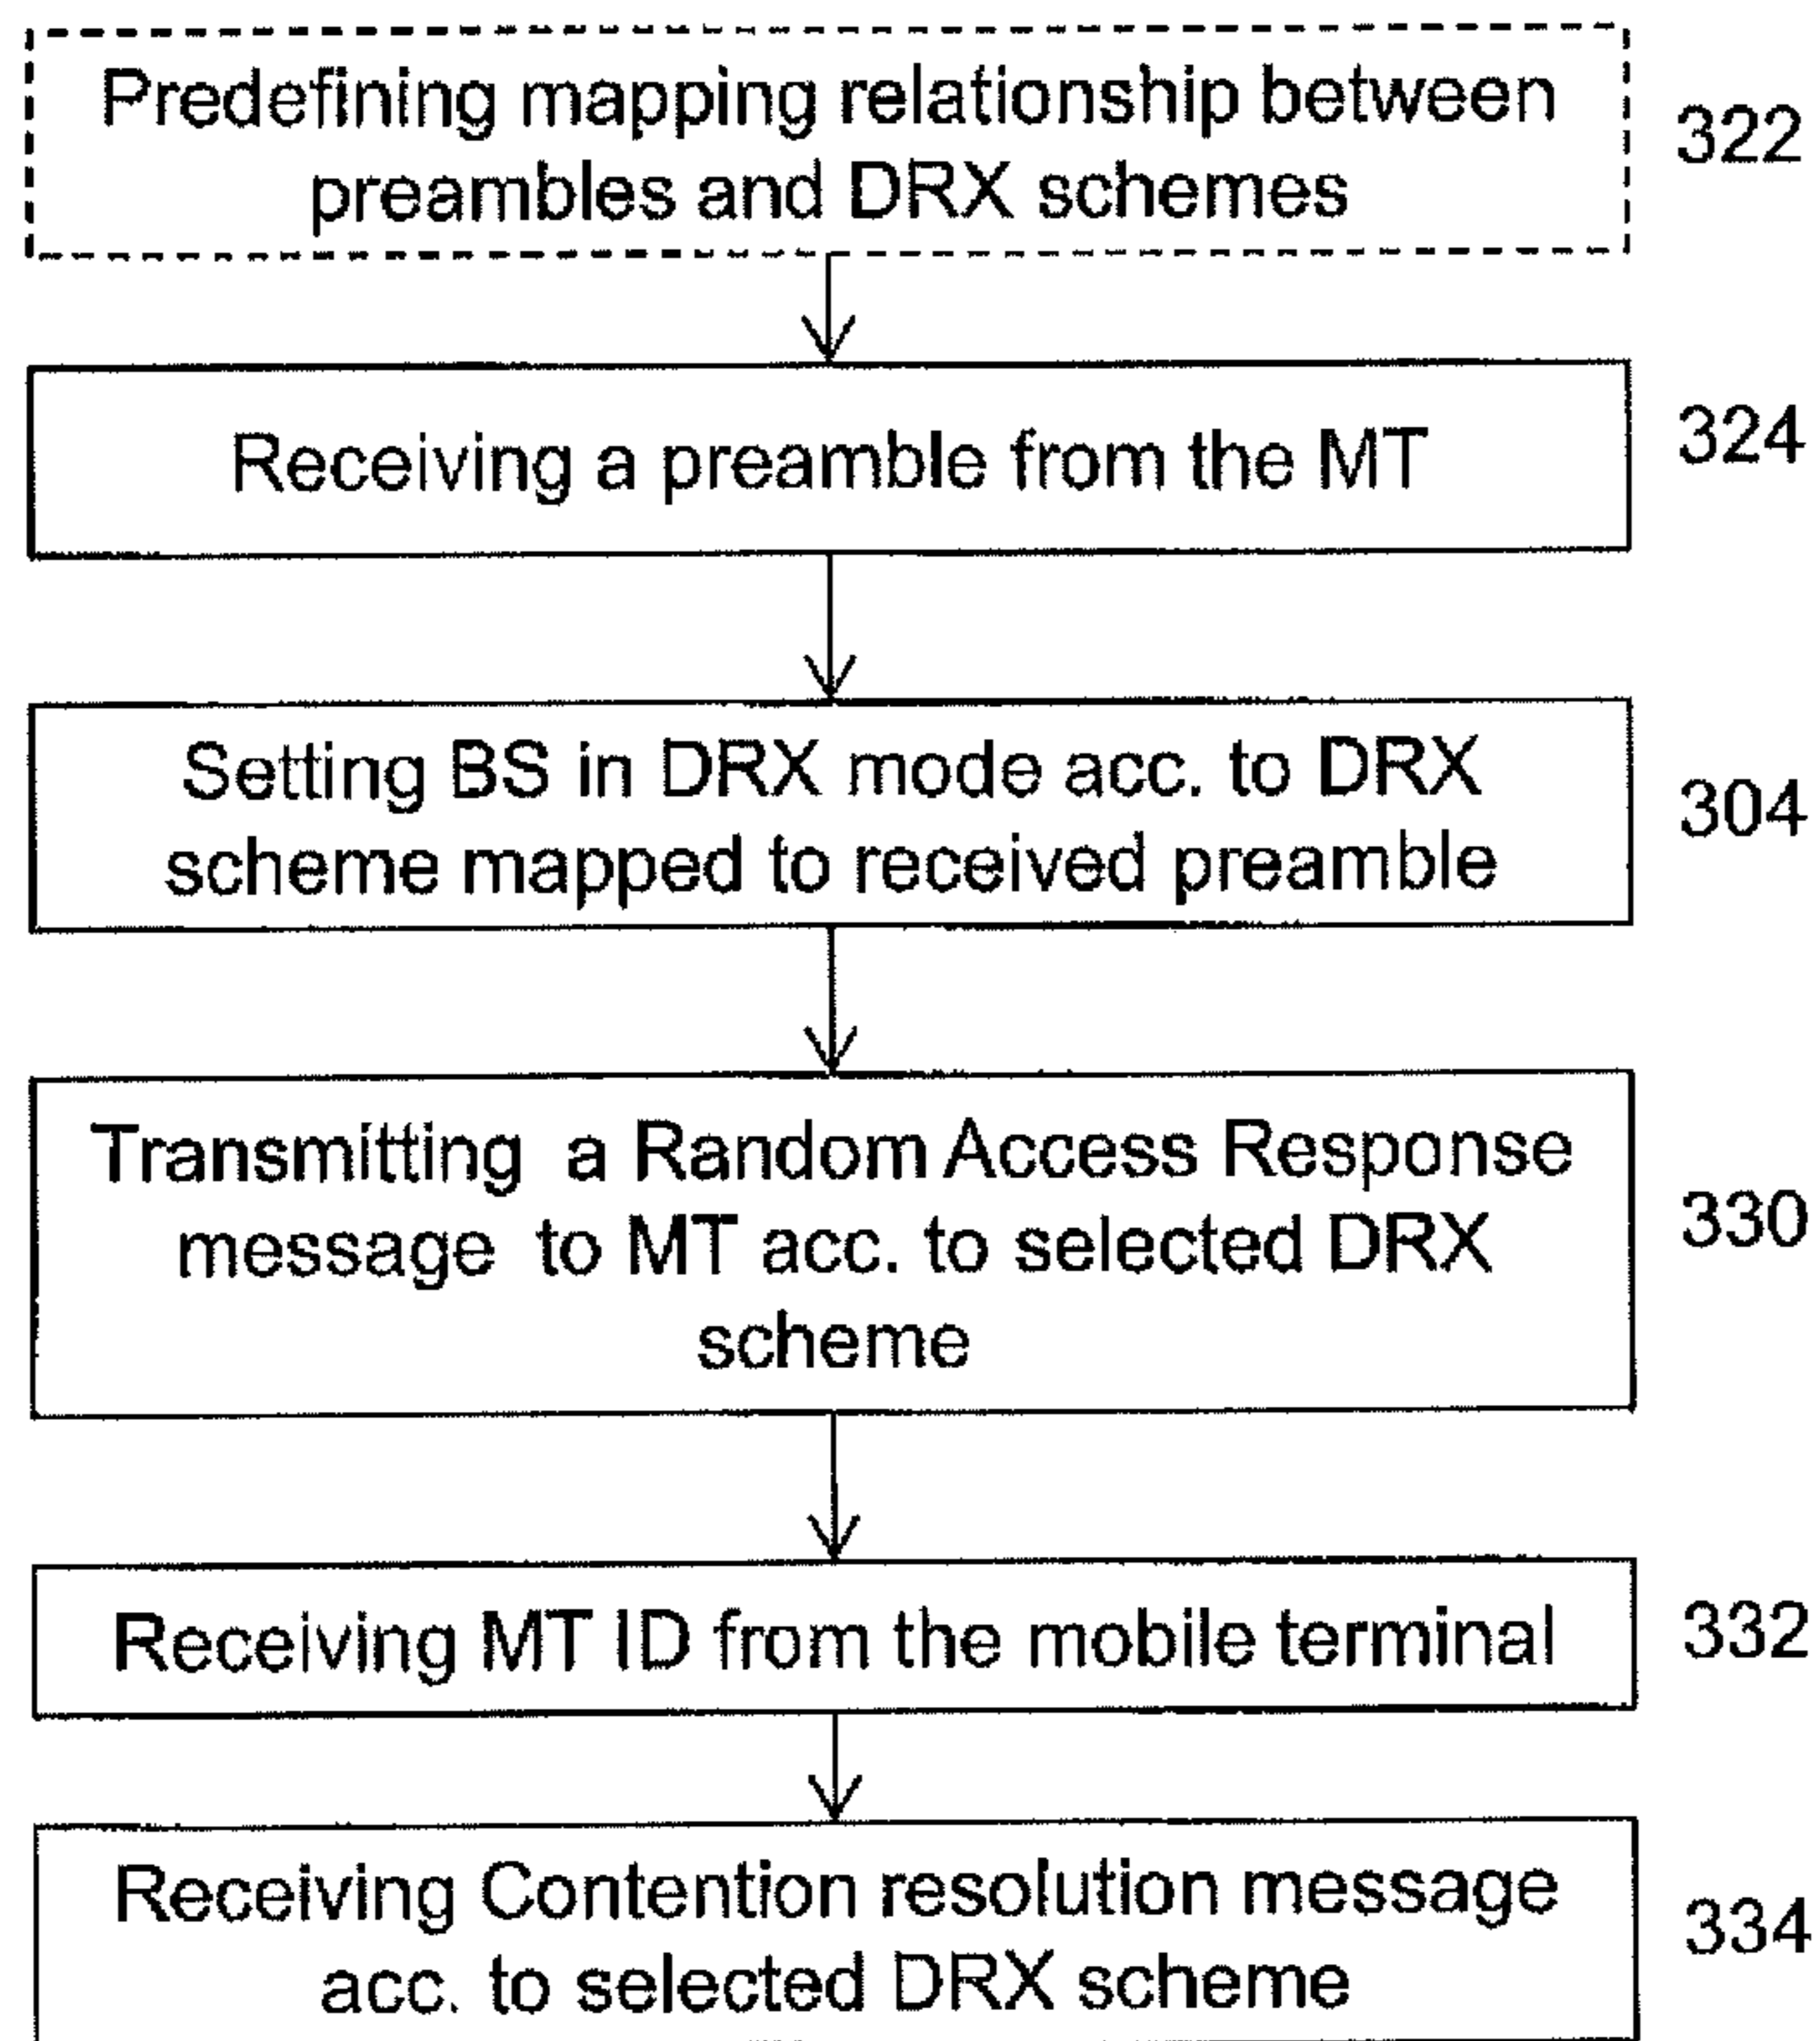 Predefining mapping relationship between
preambles and DRX schemes
322
Receiving a preamble from the MT
324
Setting BS in DRX mode acc. to DRX
scheme mapped to received preamble
304
Transmitting a Random Access Response
message to MT acc. to selected DRX
scheme
330
Receiving MT ID from the mobile terminal
332
Receiving Contention resolution message
acc. to selected DRX scheme
334